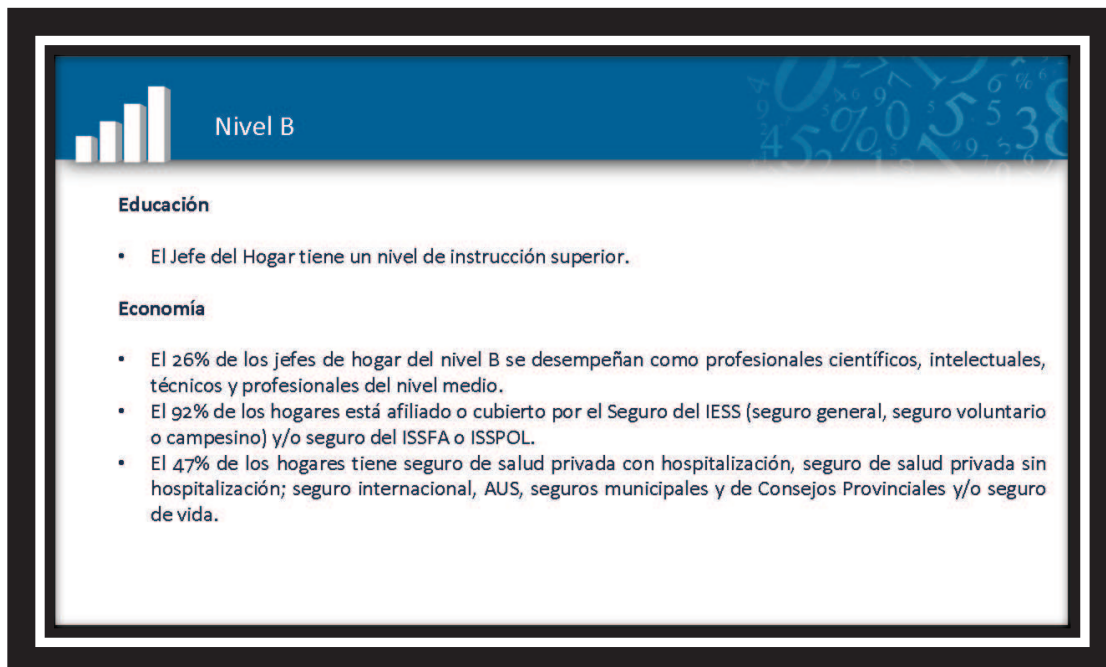 Nivel B
Educación
• El Jefe del Hogar tiene un nivel de instrucción superior.
Economía
• El 26% de los jefes de hogar del nivel B se desempeñan como profesionales científicos, intelectuales,
técnicos y profesionales del nivel medio.
• El 92% de los hogares está afiliado o cubierto por el Seguro del IESS (seguro general, seguro voluntario
o campesino) y/o seguro del ISSFA o ISSPOL.
• El 47% de los hogares tiene seguro de salud privada con hospitalización, seguro de salud privada sin
hospitalización; seguro internacional, AUS, seguros municipales y de Consejos Provinciales y/o seguro
de vida.